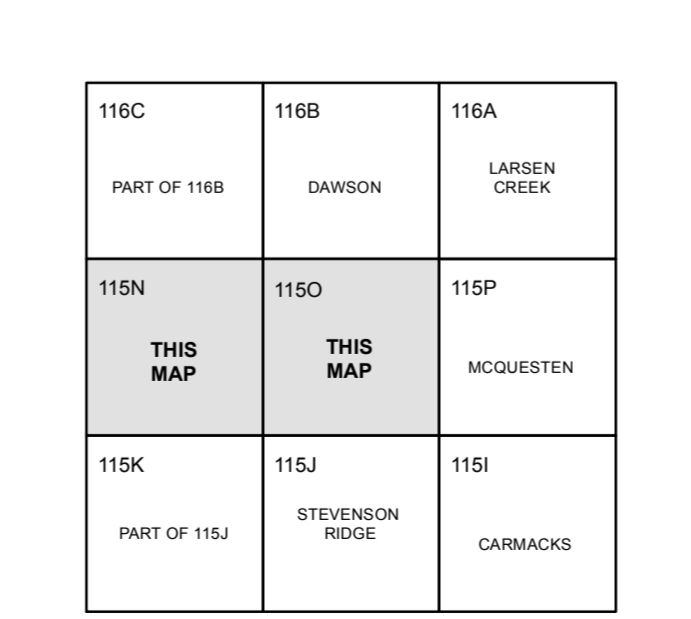 116C
PART OF 116B
116B
DAWSON
116A
LARSEN
CREEK
115N
THIS
MAP
115O
THIS
MAP
115P
MCQUESTEN
115K
PART OF 115J
115J
STEVENSON
RIDGE
115I
CARMACKS